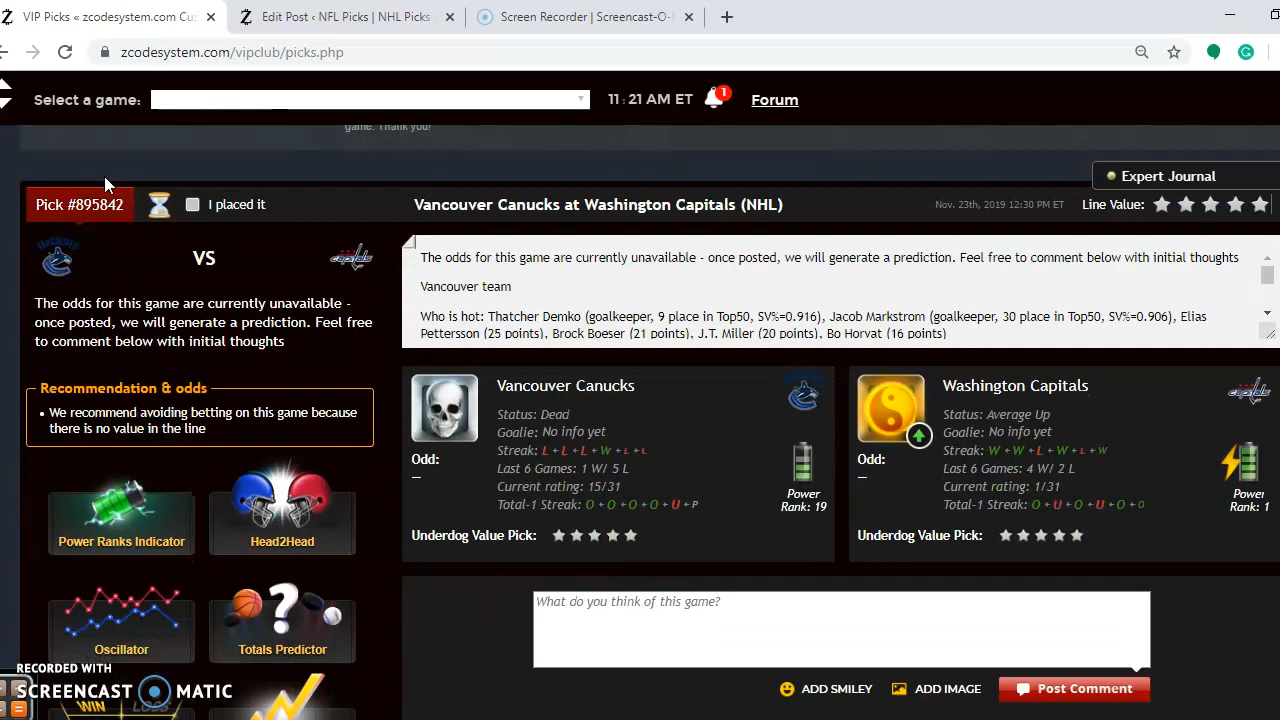 VIP Picks « zcodesystem.com Cus
Edit Post ‹ NFL Picks | NHL Picks
Screen Recorder | Screencast-O-
zcodesystem.com/vipclub/picks.php
Select a game:
11:21 AM ET
1
Forum
game. Thank you!
Expert Journal
Pick #895842
I placed it
Vancouver Canucks at Washington Capitals (NHL)
Nov. 23th, 2019 12:30 PM ET
Line Value:
VANCOUVER
VS
capitals
The odds for this game are currently unavailable -
once posted, we will generate a prediction. Feel free
to comment below with initial thoughts
The odds for this game are currently unavailable - once posted, we will generate a prediction. Feel free to comment below with initial thoughts
Vancouver team
Who is hot: Thatcher Demko (goalkeeper, 9 place in Top50, SV%=0.916), Jacob Markstrom (goalkeeper, 30 place in Top50, SV%=0.906), Elias
Pettersson (25 points), Brock Boeser (21 points), J.T. Miller (20 points), Bo Horvat (16 points)
Recommendation & odds
• We recommend avoiding betting on this game because
there is no value in the line
Vancouver Canucks
Status: Dead
Goalie: No info yet
Streak: L ← L ← L ← W ← L ← L
Last 6 Games: 1 W/ 5 L
Current rating: 15/31
Total-1 Streak: O ← O ← O ← O ← U ← P
Odd:
—
Power
Rank: 19
Underdog Value Pick:
Washington Capitals
capitals
Status: Average Up
Goalie: No info yet
Streak: W ← W ← L ← W ← L ← W
Last 6 Games: 4 W/ 2 L
Current rating: 1/31
Total-1 Streak: O ← U ← O ← U ← O ← O
Odd:
—
Power
Rank: 1
Underdog Value Pick:
Power Ranks Indicator
Head2Head
Oscillator
Totals Predictor
What do you think of this game?
ADD SMILEY
ADD IMAGE
Post Comment
RECORDED WITH
SCREENCAST MATIC
WIN